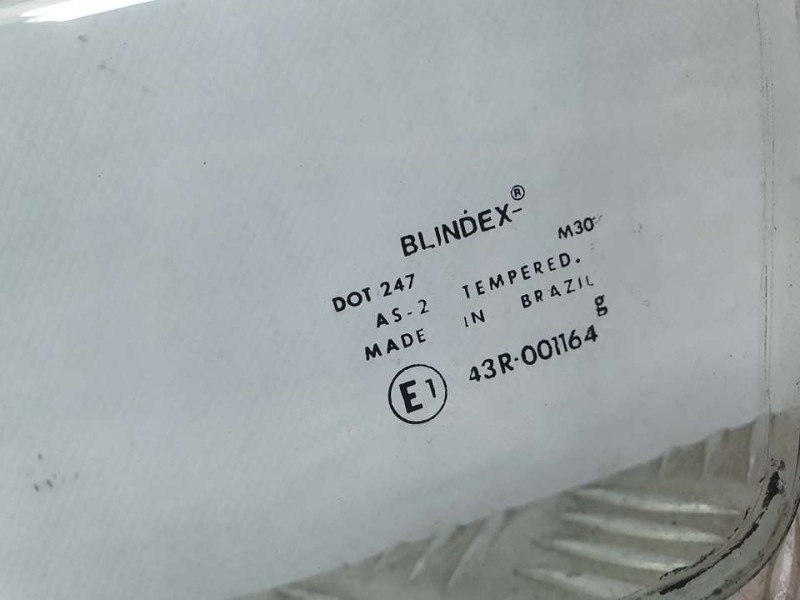 BLINDEX®
DOT 247 M30
AS-2 TEMPERED.
MADE IN BRAZIL
g
E1 43R-001164